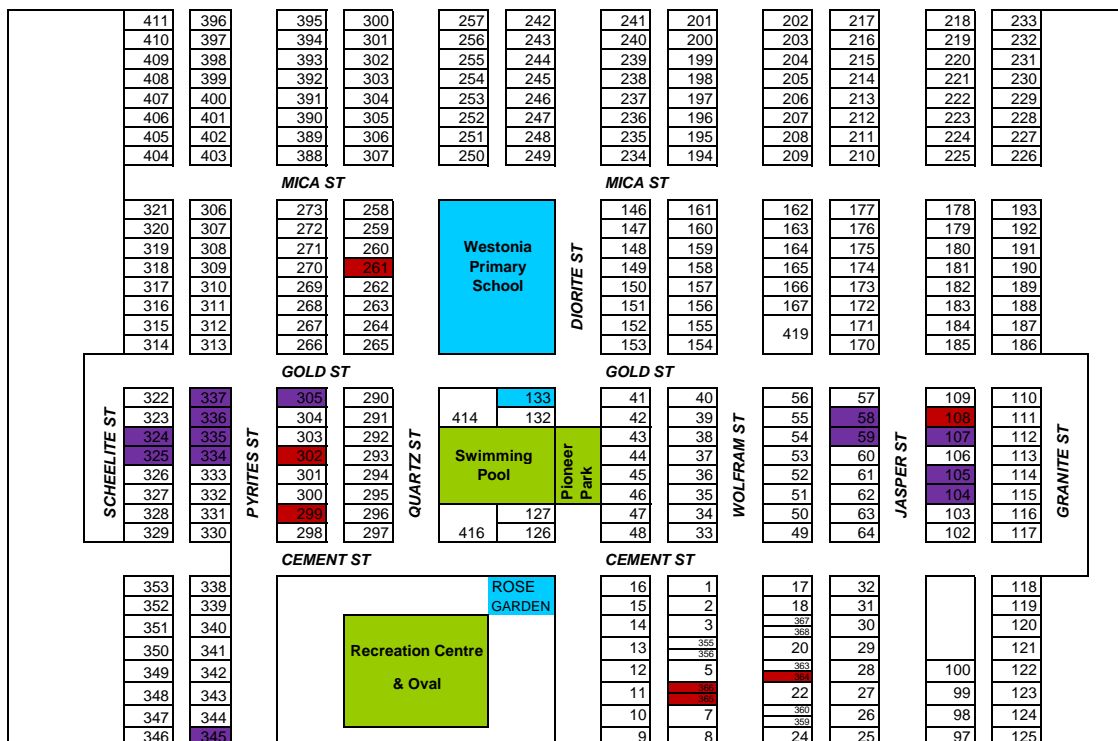 411 396 395 300 257 242 241 201 202 217 218 233
410 397 394 301 256 243 240 200 203 216 219 232
409 398 393 302 255 244 239 199 204 215 220 231
408 399 392 303 254 245 238 198 205 214 221 230
407 400 391 304 253 246 237 197 206 213 222 229
406 401 390 305 252 247 236 196 207 212 223 228
405 402 389 306 251 248 235 195 208 211 224 227
404 403 388 307 250 249 234 194 209 210 225 226
MICA ST MICA ST
321 306 273 258 146 161 162 177 178 193
320 307 272 259 147 160 163 176 179 192
319 308 271 260 Westonia 148 159 164 175 180 191
318 309 270 261 Primary 149 158 165 174 181 190
317 310 269 262 School 150 157 166 173 182 189
316 311 268 263 151 156 167 172 183 188
315 312 267 264 152 155 419 171 184 187
314 313 266 265 153 154 170 185 186
DIORITE ST
GOLD ST GOLD ST
322 337 305 290 133 41 40 56 57 109 110
323 336 304 291 414 132 42 39 55 58 108 111
324 335 303 292 43 38 54 59 107 112
325 334 302 293 Swimming 44 37 53 60 106 113
326 333 301 294 Pool 45 36 52 61 105 114
327 332 300 295 46 35 51 62 104 115
328 331 299 296 127 47 34 50 63 103 116
329 330 298 297 416 126 48 33 49 64 102 117
SCHEELITE ST
PYRITES ST
QUARTZ ST
Pioneer
Park
WOLFRAM ST
JASPER ST
GRANITE ST
CEMENT ST CEMENT ST
353 338 ROSE 16 1 17 32 118
352 339 GARDEN 15 2 18 31 119
351 340 14 3 367 30 120
368
350 341 Recreation Centre 13 355 20 29 121
356
349 342 & Oval 12 5 363 28 100 122
364
348 343 11 366 22 27 99 123
365
347 344 10 7 360 26 98 124
359
346 345 9 8 24 25 97 125